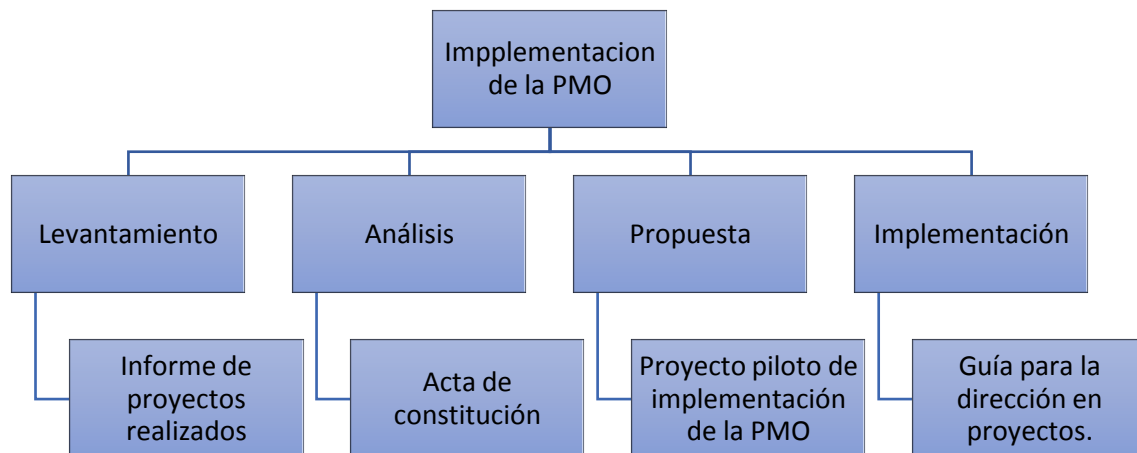 Impplementacion
de la PMO
Levantamiento
Análisis
Propuesta
Implementación
Informe de
proyectos
realizados
Acta de
constitución
Proyecto piloto de
implementación
de la PMO
Guía para la
dirección en
proyectos.